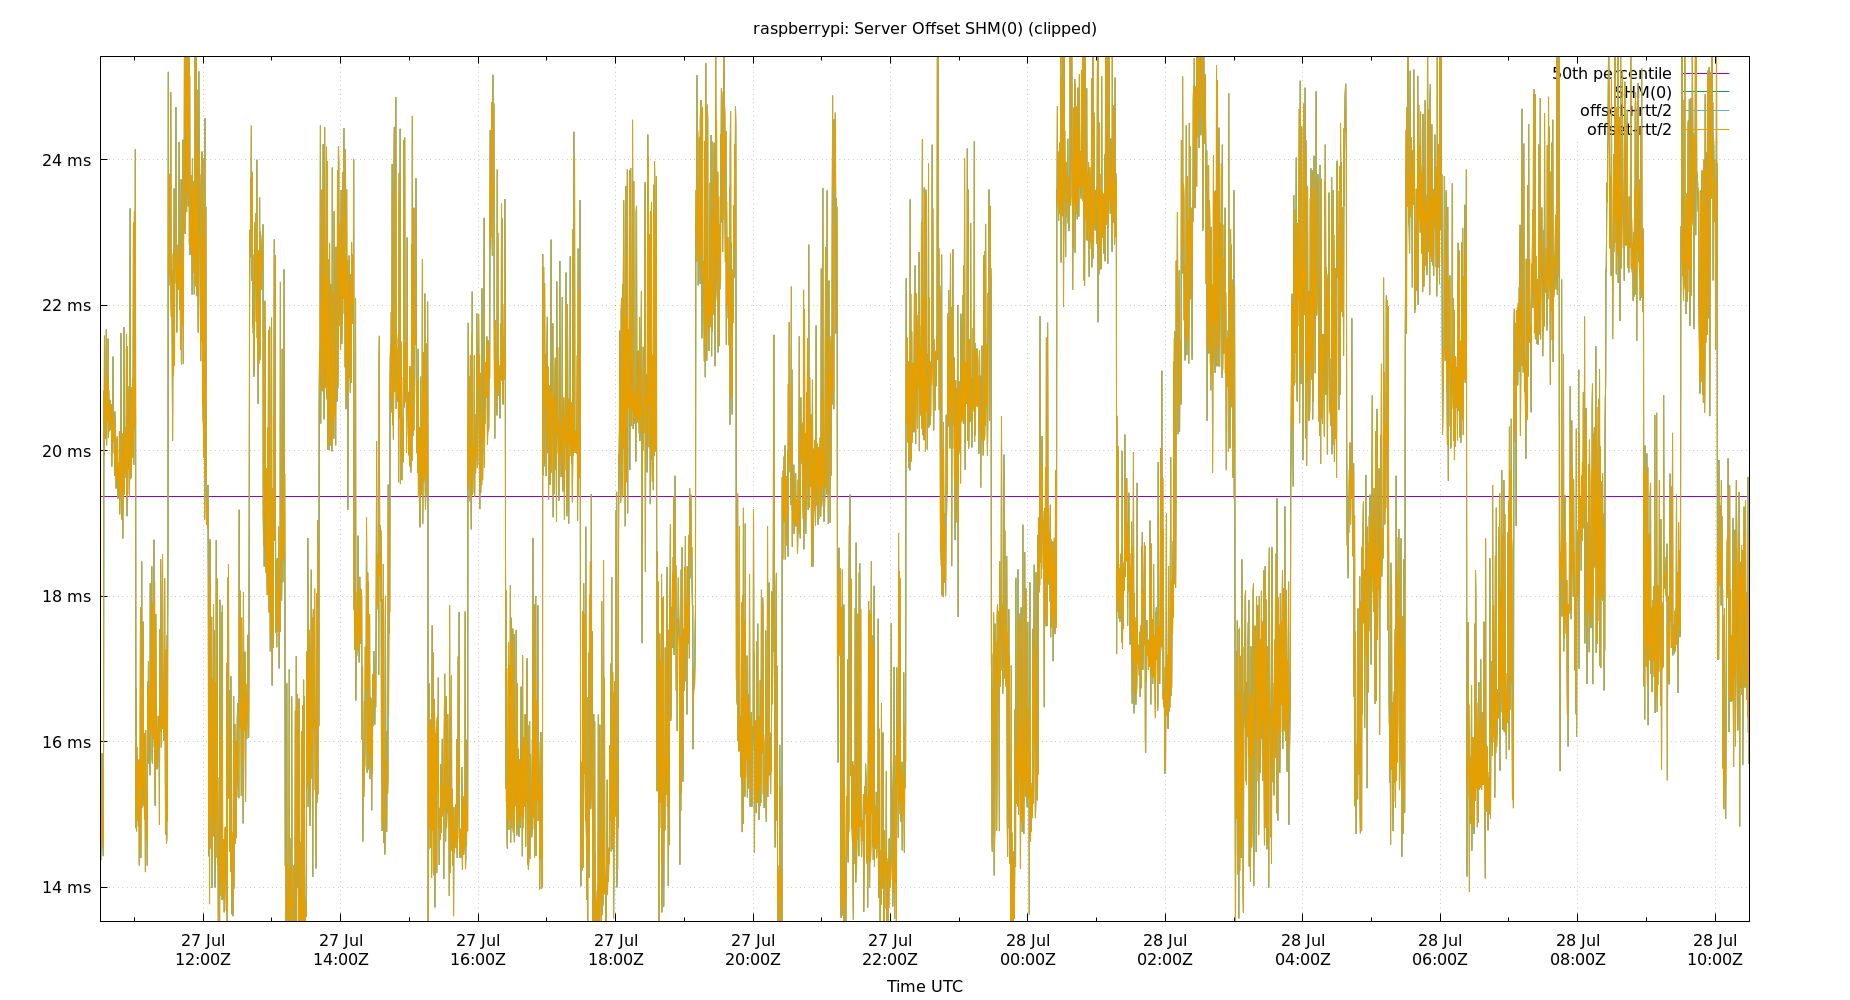 raspberrypi: Server Offset SHM(0) (clipped)
50th percentile
SHM(0)
offset+rtt/2
offset-rtt/2
24 ms
22 ms
20 ms
18 ms
16 ms
14 ms
27 Jul 27 Jul 27 Jul 27 Jul 27 Jul 27 Jul 28 Jul 28 Jul 28 Jul 28 Jul 28 Jul 28 Jul
12:00Z 14:00Z 16:00Z 18:00Z 20:00Z 22:00Z 00:00Z 02:00Z 04:00Z 06:00Z 08:00Z 10:00Z
Time UTC